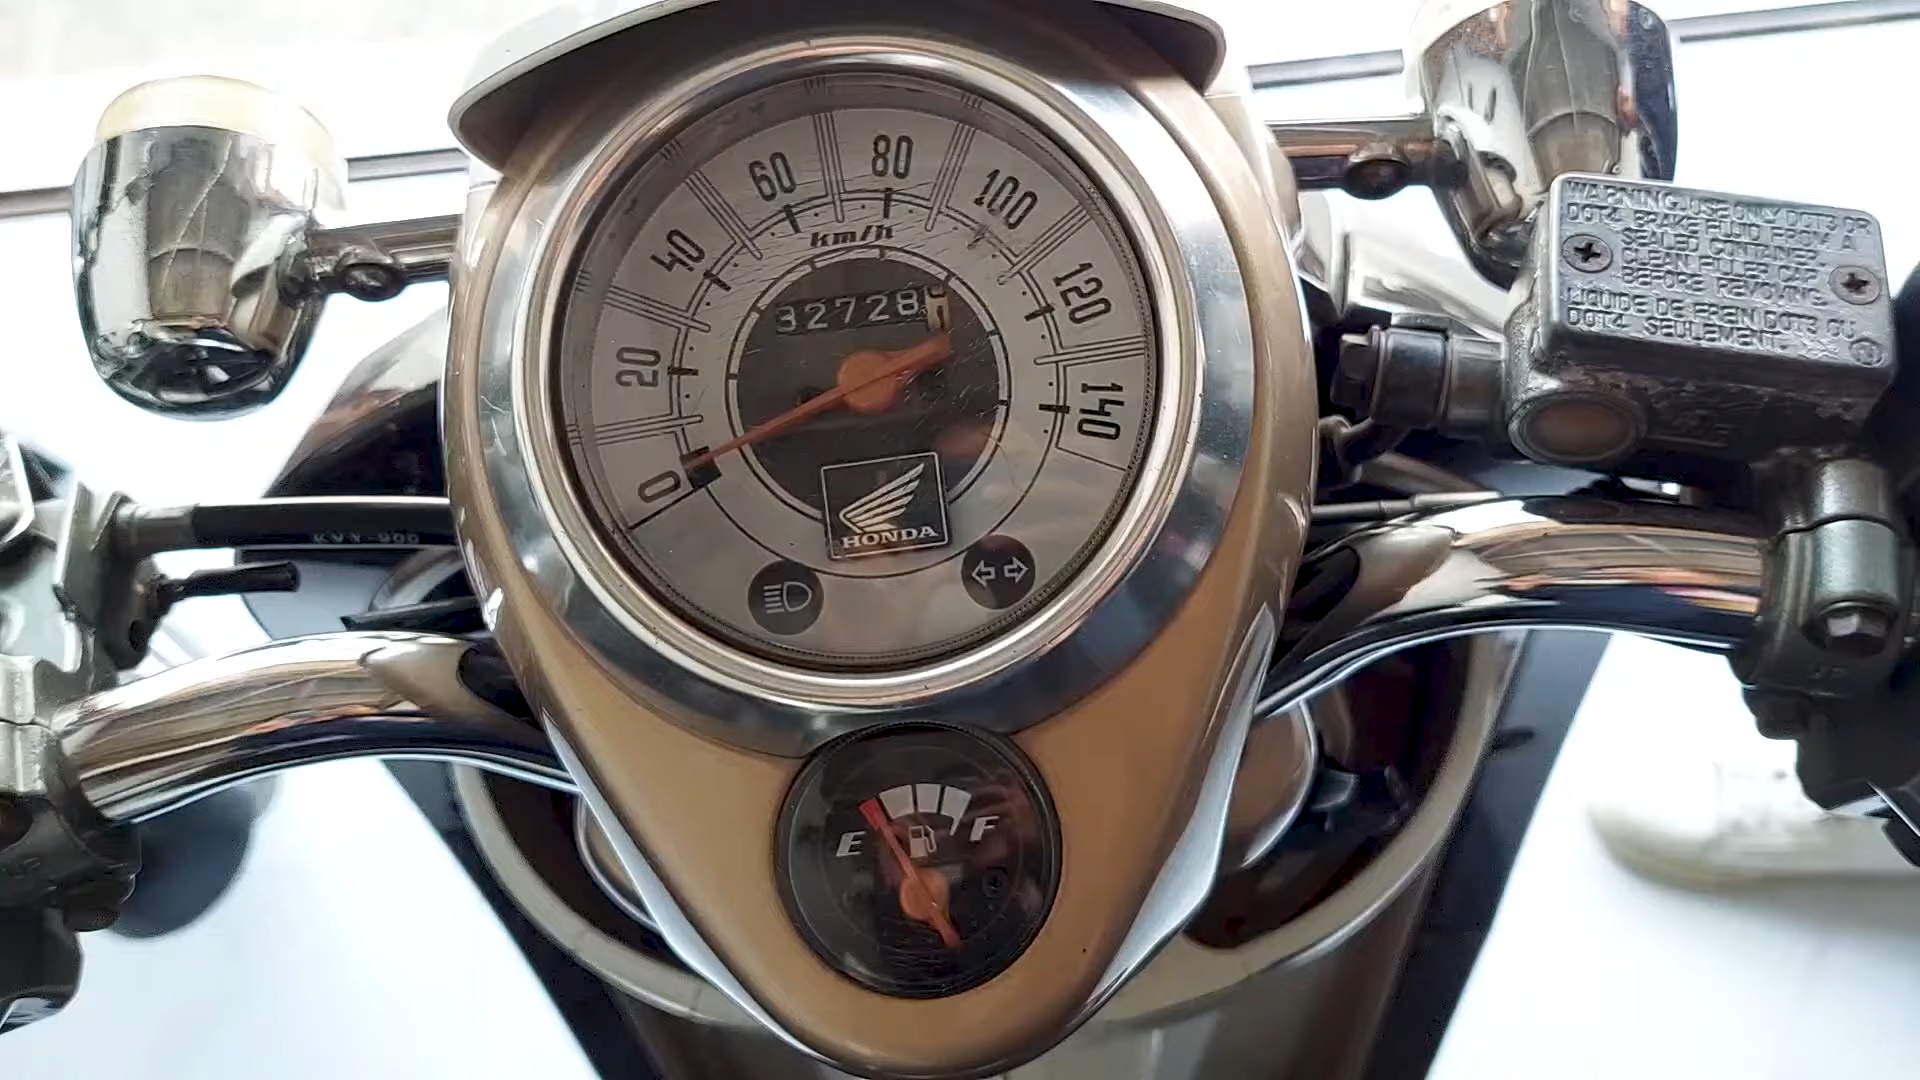 60
80
100
40
km/h
120
20
32728
140
0
HONDA
E
F
WARNING, USE ONLY DOT3 OR
DOT4 BRAKE FLUID FROM A
SEALED CONTAINER.
CLEAN FILLER CAP
BEFORE REMOVING.
LIQUIDE DE FREIN DOT3 OU
DOT4 SEULEMENT.
UP